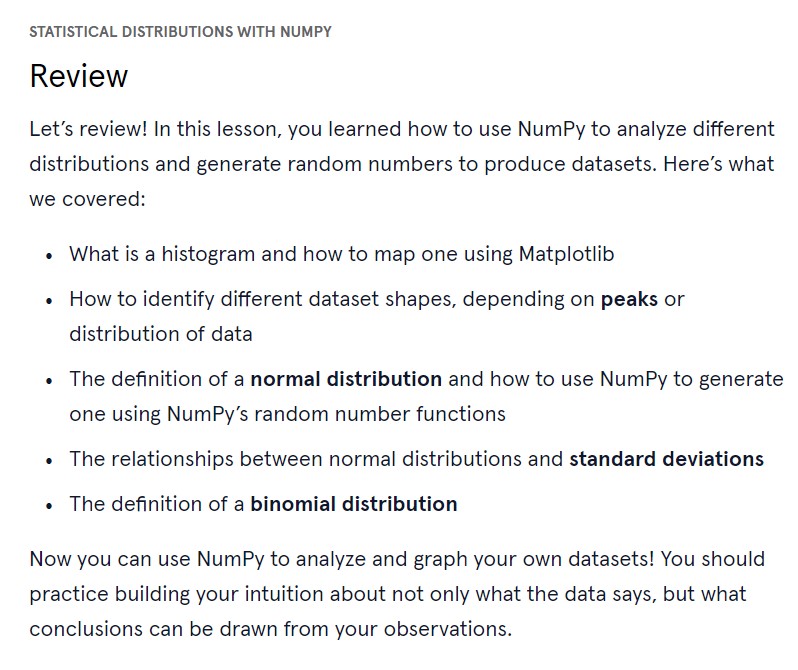 STATISTICAL DISTRIBUTIONS WITH NUMPY
Review
Let’s review! In this lesson, you learned how to use NumPy to analyze different
distributions and generate random numbers to produce datasets. Here’s what
we covered:
• What is a histogram and how to map one using Matplotlib
• How to identify different dataset shapes, depending on peaks or
distribution of data
• The definition of a normal distribution and how to use NumPy to generate
one using NumPy’s random number functions
• The relationships between normal distributions and standard deviations
• The definition of a binomial distribution
Now you can use NumPy to analyze and graph your own datasets! You should
practice building your intuition about not only what the data says, but what
conclusions can be drawn from your observations.